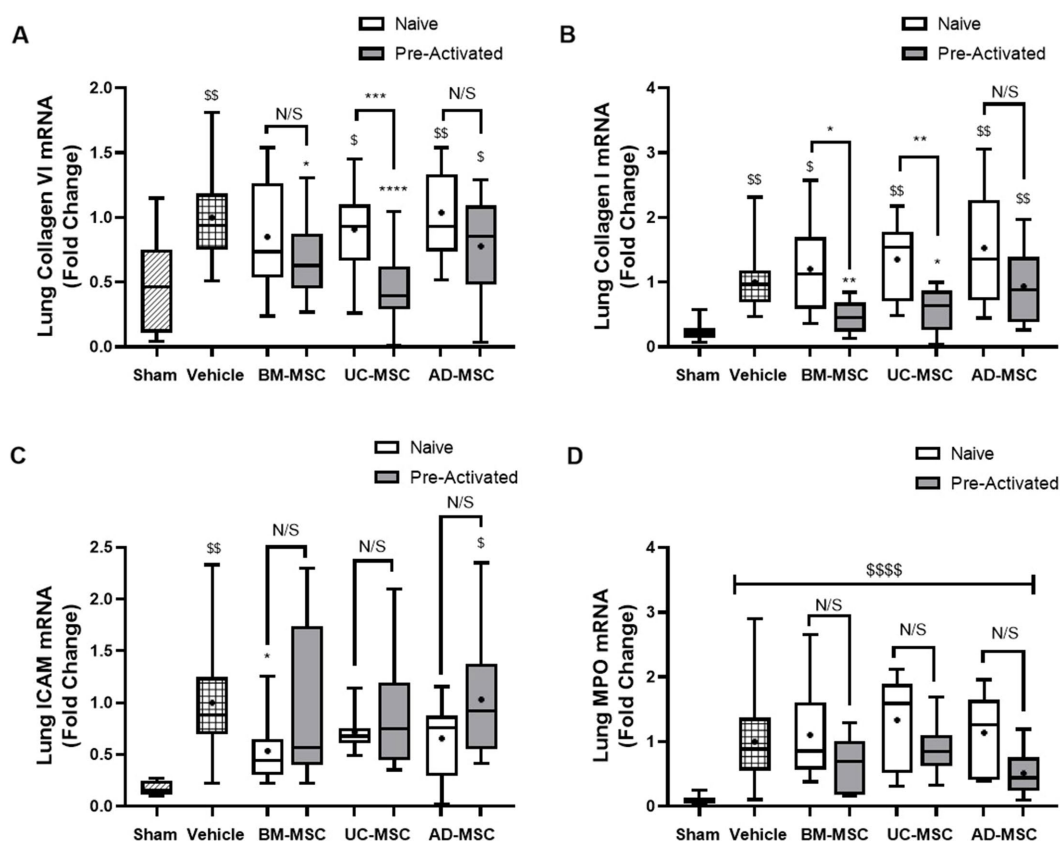 A
Naive
Pre-Activated
Lung Collagen VI mRNA
(Fold Change)
2.0
1.5
1.0
0.5
0.0
$$
N/S
*
$
***
****
$$
N/S
$
Sham Vehicle BM-MSC UC-MSC AD-MSC
B
Naive
Pre-Activated
Lung Collagen I mRNA
(Fold Change)
4
3
2
1
0
$$
$
*
**
$$
**
*
$$
N/S
$$
Sham Vehicle BM-MSC UC-MSC AD-MSC
C
Naive
Pre-Activated
Lung ICAM mRNA
(Fold Change)
2.5
2.0
1.5
1.0
0.5
0.0
$$
*
N/S
N/S
N/S
$
Sham Vehicle BM-MSC UC-MSC AD-MSC
D
Naive
Pre-Activated
Lung MPO mRNA
(Fold Change)
4
3
2
1
0
$$$$
N/S
N/S
N/S
Sham Vehicle BM-MSC UC-MSC AD-MSC